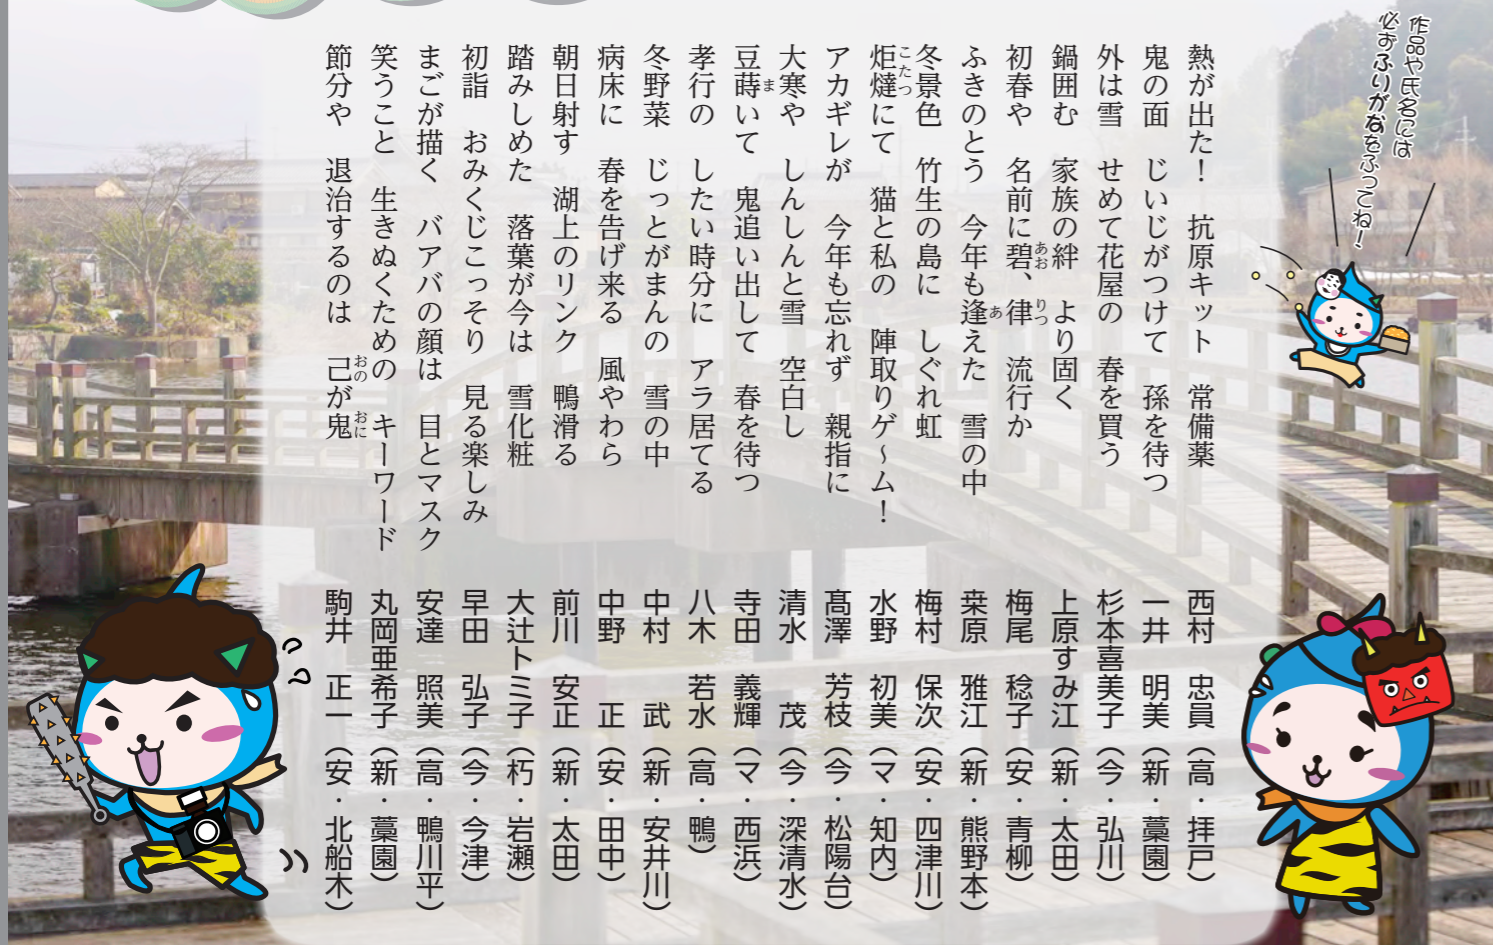 作品や氏名には
必ずふりがなをふってね！
熱が出た！　抗原キット　常備薬　西村　忠員（高・拝戸）
鬼の面　じいじがつけて　孫を待つ　一井　明美（新・藁園）
外は雪　せめて花屋の　春を買う　杉本喜美子（今・弘川）
鍋囲む　家族の絆　より固く　上原すみ江（新・太田）
初春や　名前に碧、律　流行か　梅尾　稔子（安・青柳）
あお　りつ
ふきのとう　今年も逢えた　雪の中　桒原　雅江（新・熊野本）
あ
冬景色　竹生の島に　しぐれ虹　梅村　保次（安・四津川）
炬燵にて　猫と私の　陣取りゲ～ム！　水野　初美（マ・知内）
こたつ
アカギレが　今年も忘れず　親指に　髙澤　芳枝（今・松陽台）
大寒や　しんしんと雪　空白し　清水　茂（今・深清水）
豆蒔いて　鬼追い出して　春を待つ　寺田　義輝（マ・西浜）
ま
孝行の　したい時分に　アラ居てる　八木　若水（高・鴨）
冬野菜　じっとがまんの　雪の中　中村　武（新・安井川）
病床に　春を告げ来る　風やわら　中野　正（安・田中）
朝日射す　湖上のリンク　鴨滑る　前川　安正（新・太田）
踏みしめた　落葉が今は　雪化粧　大辻トミ子（朽・岩瀬）
初詣　おみくじこっそり　見る楽しみ　早田　弘子（今・今津）
まごが描く　バアバの顔は　目とマスク　安達　照美（高・鴨川平）
笑うこと　生きぬくための　キーワード　丸岡亜希子（新・藁園）
節分や　退治するのは　己が鬼　駒井　正一（安・北船木）
おの　おに